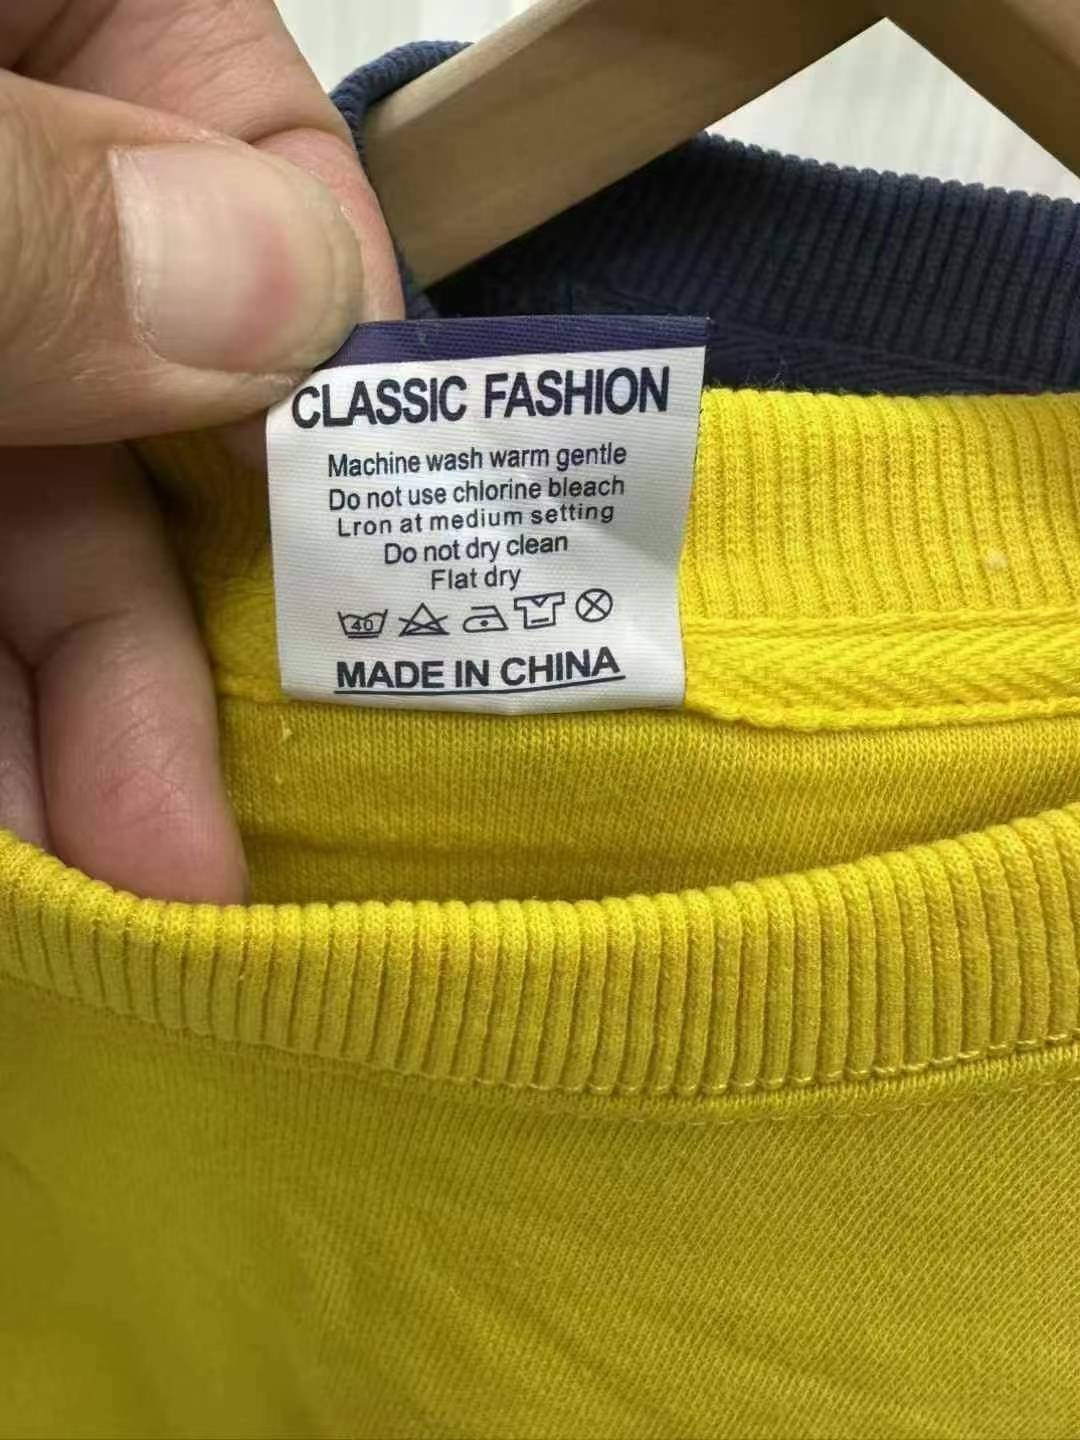 CLASSIC FASHION
Machine wash warm gentle
Do not use chlorine bleach
Lron at medium setting
Do not dry clean
Flat dry
40
MADE IN CHINA